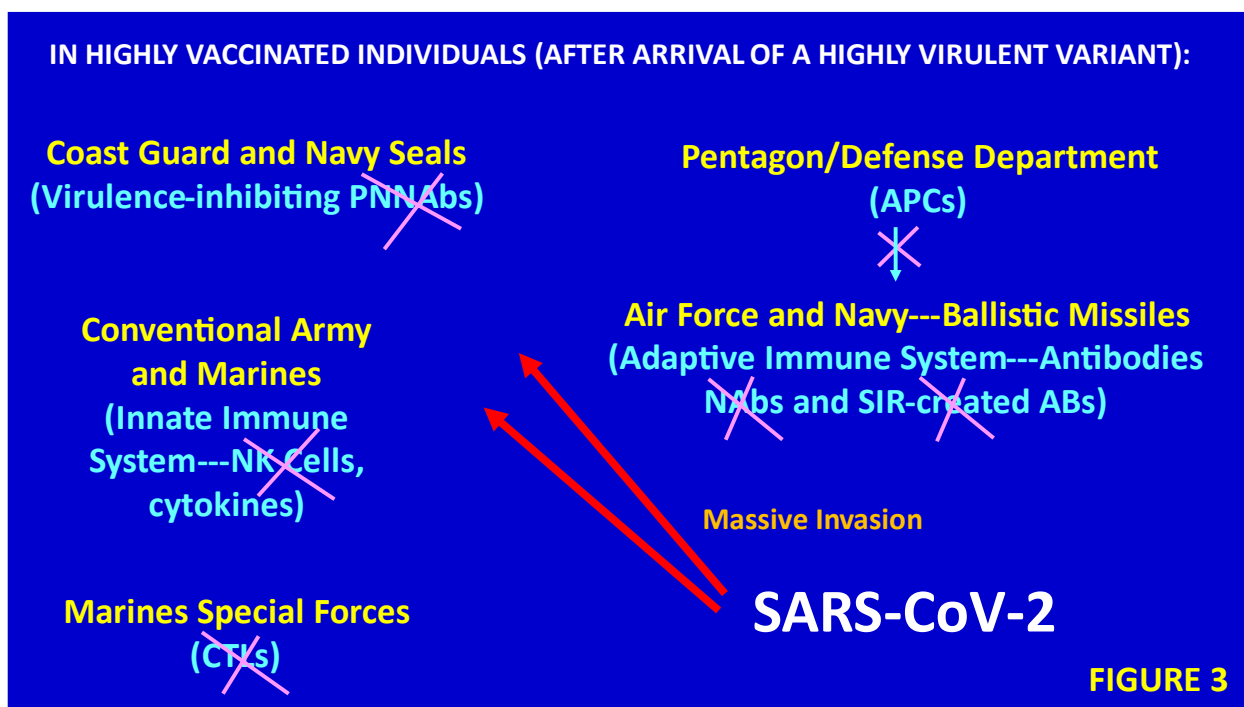 IN HIGHLY VACCINATED INDIVIDUALS (AFTER ARRIVAL OF A HIGHLY VIRULENT VARIANT):
Coast Guard and Navy Seals
(Virulence-inhibiting PNNAbs)
Pentagon/Defense Department
(APCs)
Conventional Army
and Marines
(Innate Immune
System---NK Cells,
cytokines)
Air Force and Navy---Ballistic Missiles
(Adaptive Immune System---Antibodies
NAbs and SIR-created ABs)
Massive Invasion
Marines Special Forces
(CTLs)
SARS-CoV-2
FIGURE 3